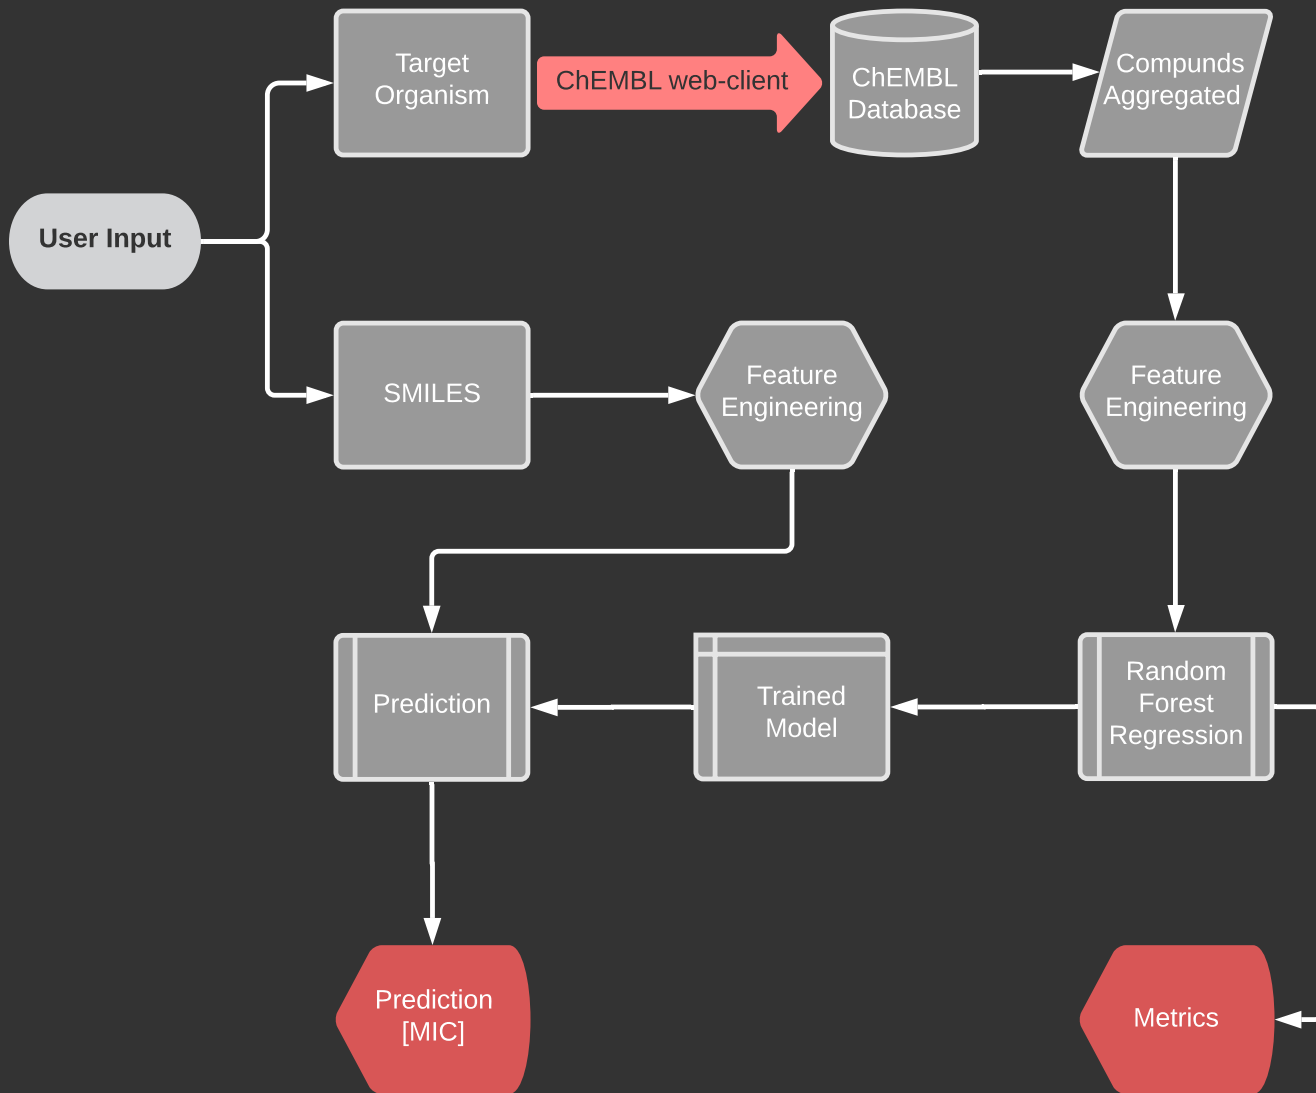 Target
Organism
ChEMBL web-client
ChEMBL
Database
Compunds
Aggregated
User Input
SMILES
Feature
Engineering
Feature
Engineering
Prediction
Trained
Model
Random
Forest
Regression
Prediction
[MIC]
Metrics